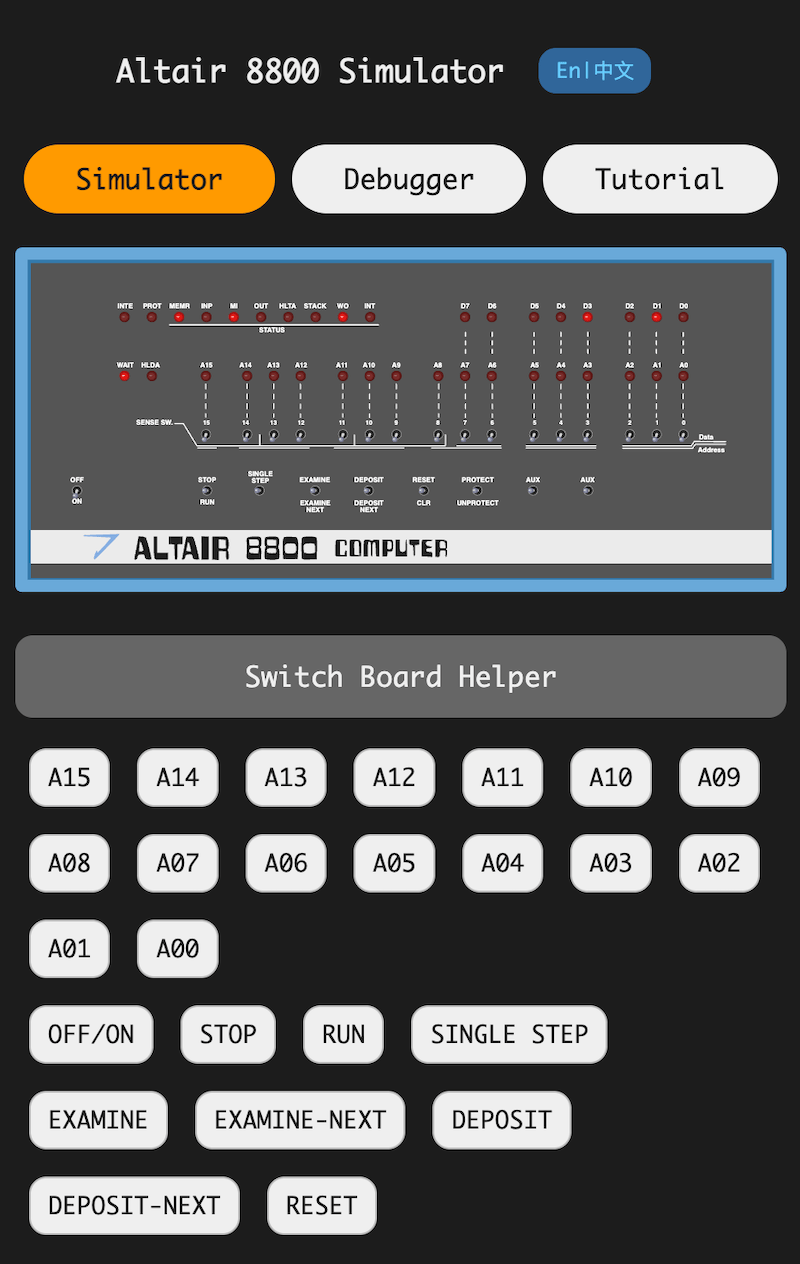 Altair 8800 Simulator En|中文
Simulator Debugger Tutorial
INTE PROT MEMR INP MI OUT HLTA STACK WO INT D7 D6 D5 D4 D3 D2 D1 D0
STATUS
WAIT HLDA A15 A14 A13 A12 A11 A10 A9 A8 A7 A6 A5 A4 A3 A2 A1 A0
SENSE SW. 15 14 13 12 11 10 9 8 7 6 5 4 3 2 1 0
Data
Address
OFF STOP SINGLE STEP EXAMINE DEPOSIT RESET PROTECT AUX AUX
ON RUN EXAMINE NEXT DEPOSIT NEXT CLR UNPROTECT
ALTAIR 8800 COMPUTER
Switch Board Helper
A15 A14 A13 A12 A11 A10 A09
A08 A07 A06 A05 A04 A03 A02
A01 A00
OFF/ON STOP RUN SINGLE STEP
EXAMINE EXAMINE-NEXT DEPOSIT
DEPOSIT-NEXT RESET